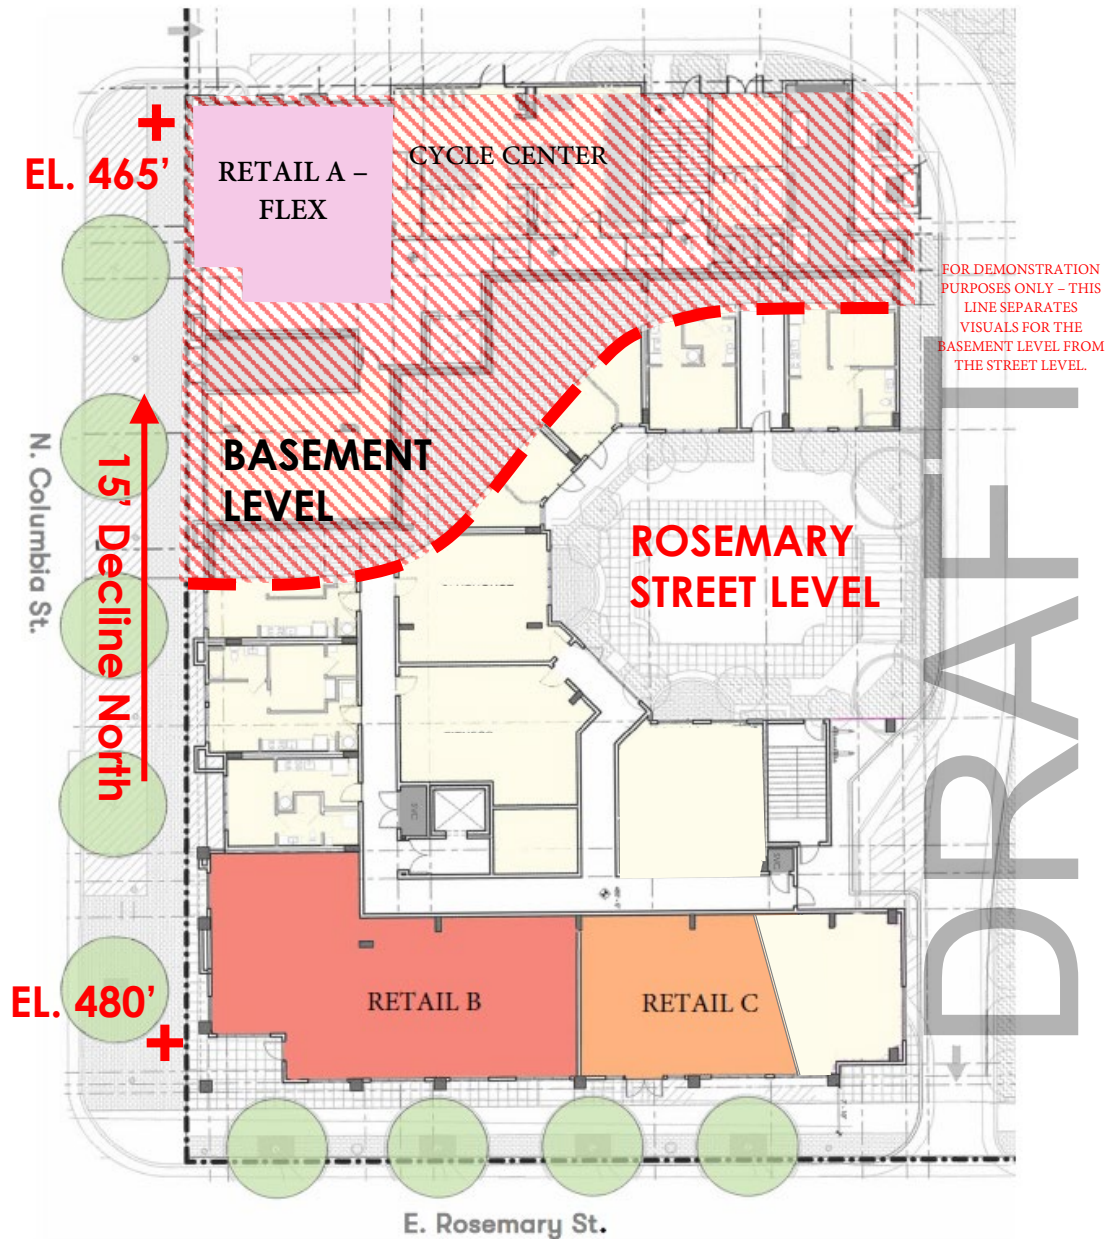 EL. 465'
RETAIL A –
FLEX
CYCLE CENTER
FOR DEMONSTRATION
PURPOSES ONLY – THIS
LINE SEPARATES
VISUALS FOR THE
BASEMENT LEVEL FROM
THE STREET LEVEL.
BASEMENT
LEVEL
N. Columbia St.
15' Decline North
ROSEMARY
STREET LEVEL
DRAFT
SVC
SVC
RETAIL B
RETAIL C
EL. 480'
E. Rosemary St.